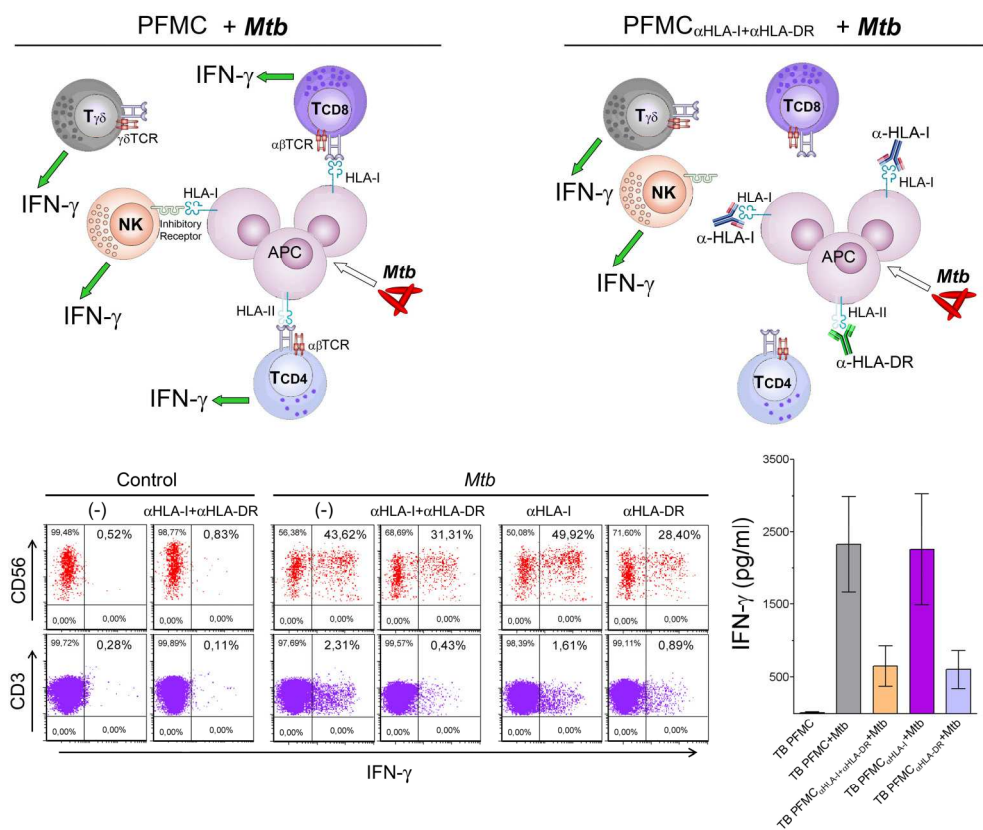 PFMC + Mtb
IFN-γ
TCD8
Tγδ
γδTCR
αβTCR
HLA-I
HLA-I
IFN-γ
NK
Inhibitory
Receptor
APC
Mtb
IFN-γ
HLA-II
αβTCR
TCD4
IFN-γ
PFMCαHLA-I+αHLA-DR + Mtb
TCD8
Tγδ
γδTCR
α-HLA-I
HLA-I
IFN-γ
NK
HLA-I
α-HLA-I
APC
Mtb
IFN-γ
HLA-II
α-HLA-DR
TCD4
Control
Mtb
(-) αHLA-I+αHLA-DR (-) αHLA-I+αHLA-DR αHLA-I αHLA-DR
CD56
99,48% 0,52% 98,77% 0,83% 56,38% 43,62% 68,69% 31,31% 50,08% 49,92% 71,60% 28,40%
0,00% 0,00% 0,00% 0,00% 0,00% 0,00% 0,00% 0,00% 0,00% 0,00% 0,00% 0,00%
CD3
99,72% 0,28% 99,89% 0,11% 97,69% 2,31% 99,57% 0,43% 98,39% 1,61% 99,11% 0,89%
0,00% 0,00% 0,00% 0,00% 0,00% 0,00% 0,00% 0,00% 0,00% 0,00% 0,00% 0,00%
IFN-γ
IFN-γ (pg/ml)
3500
2500
1500
500
TB PFMC
TB PFMC+Mtb
TB PFMCαHLA-I+αHLA-DR+Mtb
TB PFMCαHLA-I+Mtb
TB PFMCαHLA-DR+Mtb